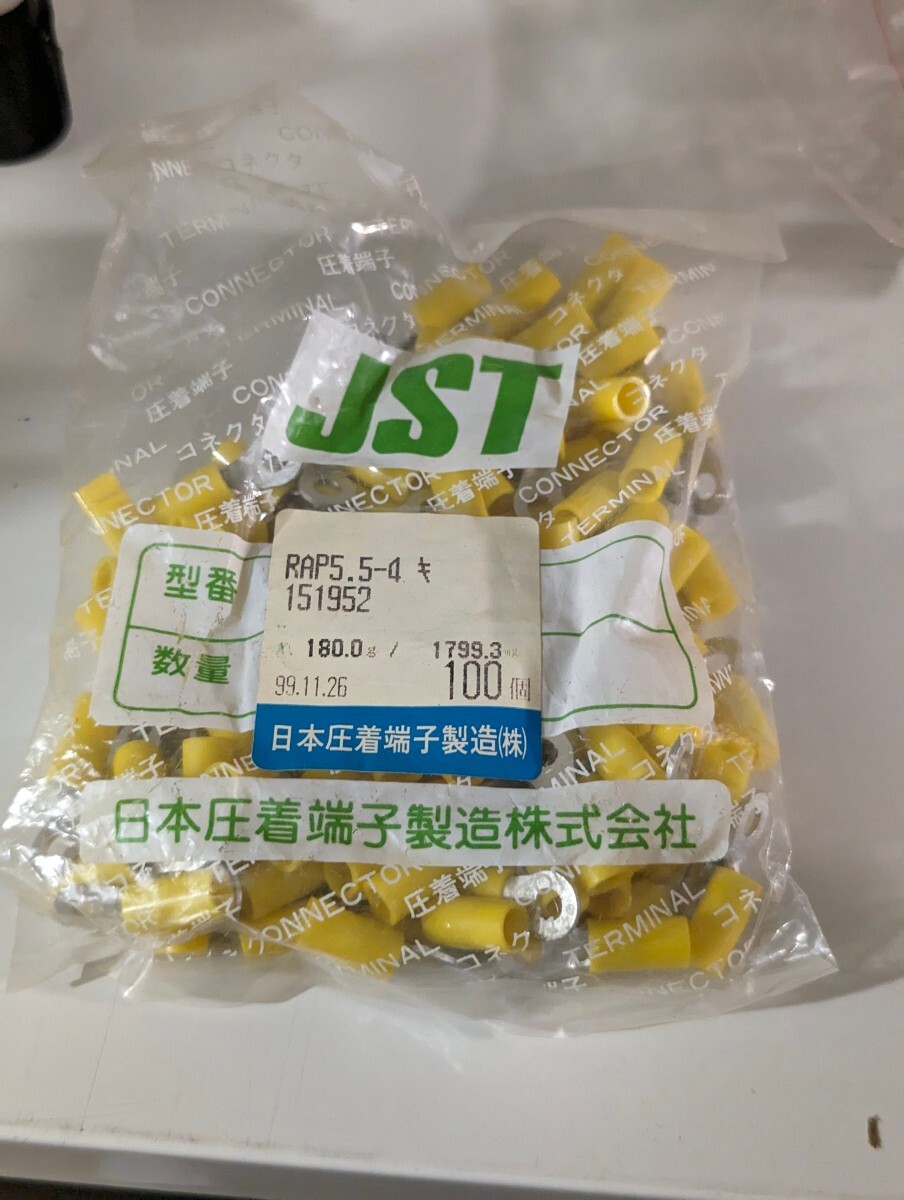 JST
型番
RAP5.5-4 キ
151952
数量
180.0g / 1799.3mg
99.11.26 100個
日本圧着端子製造(株)
日本圧着端子製造株式会社
CONNECTOR
コネクタ
TERMINAL
圧着端子